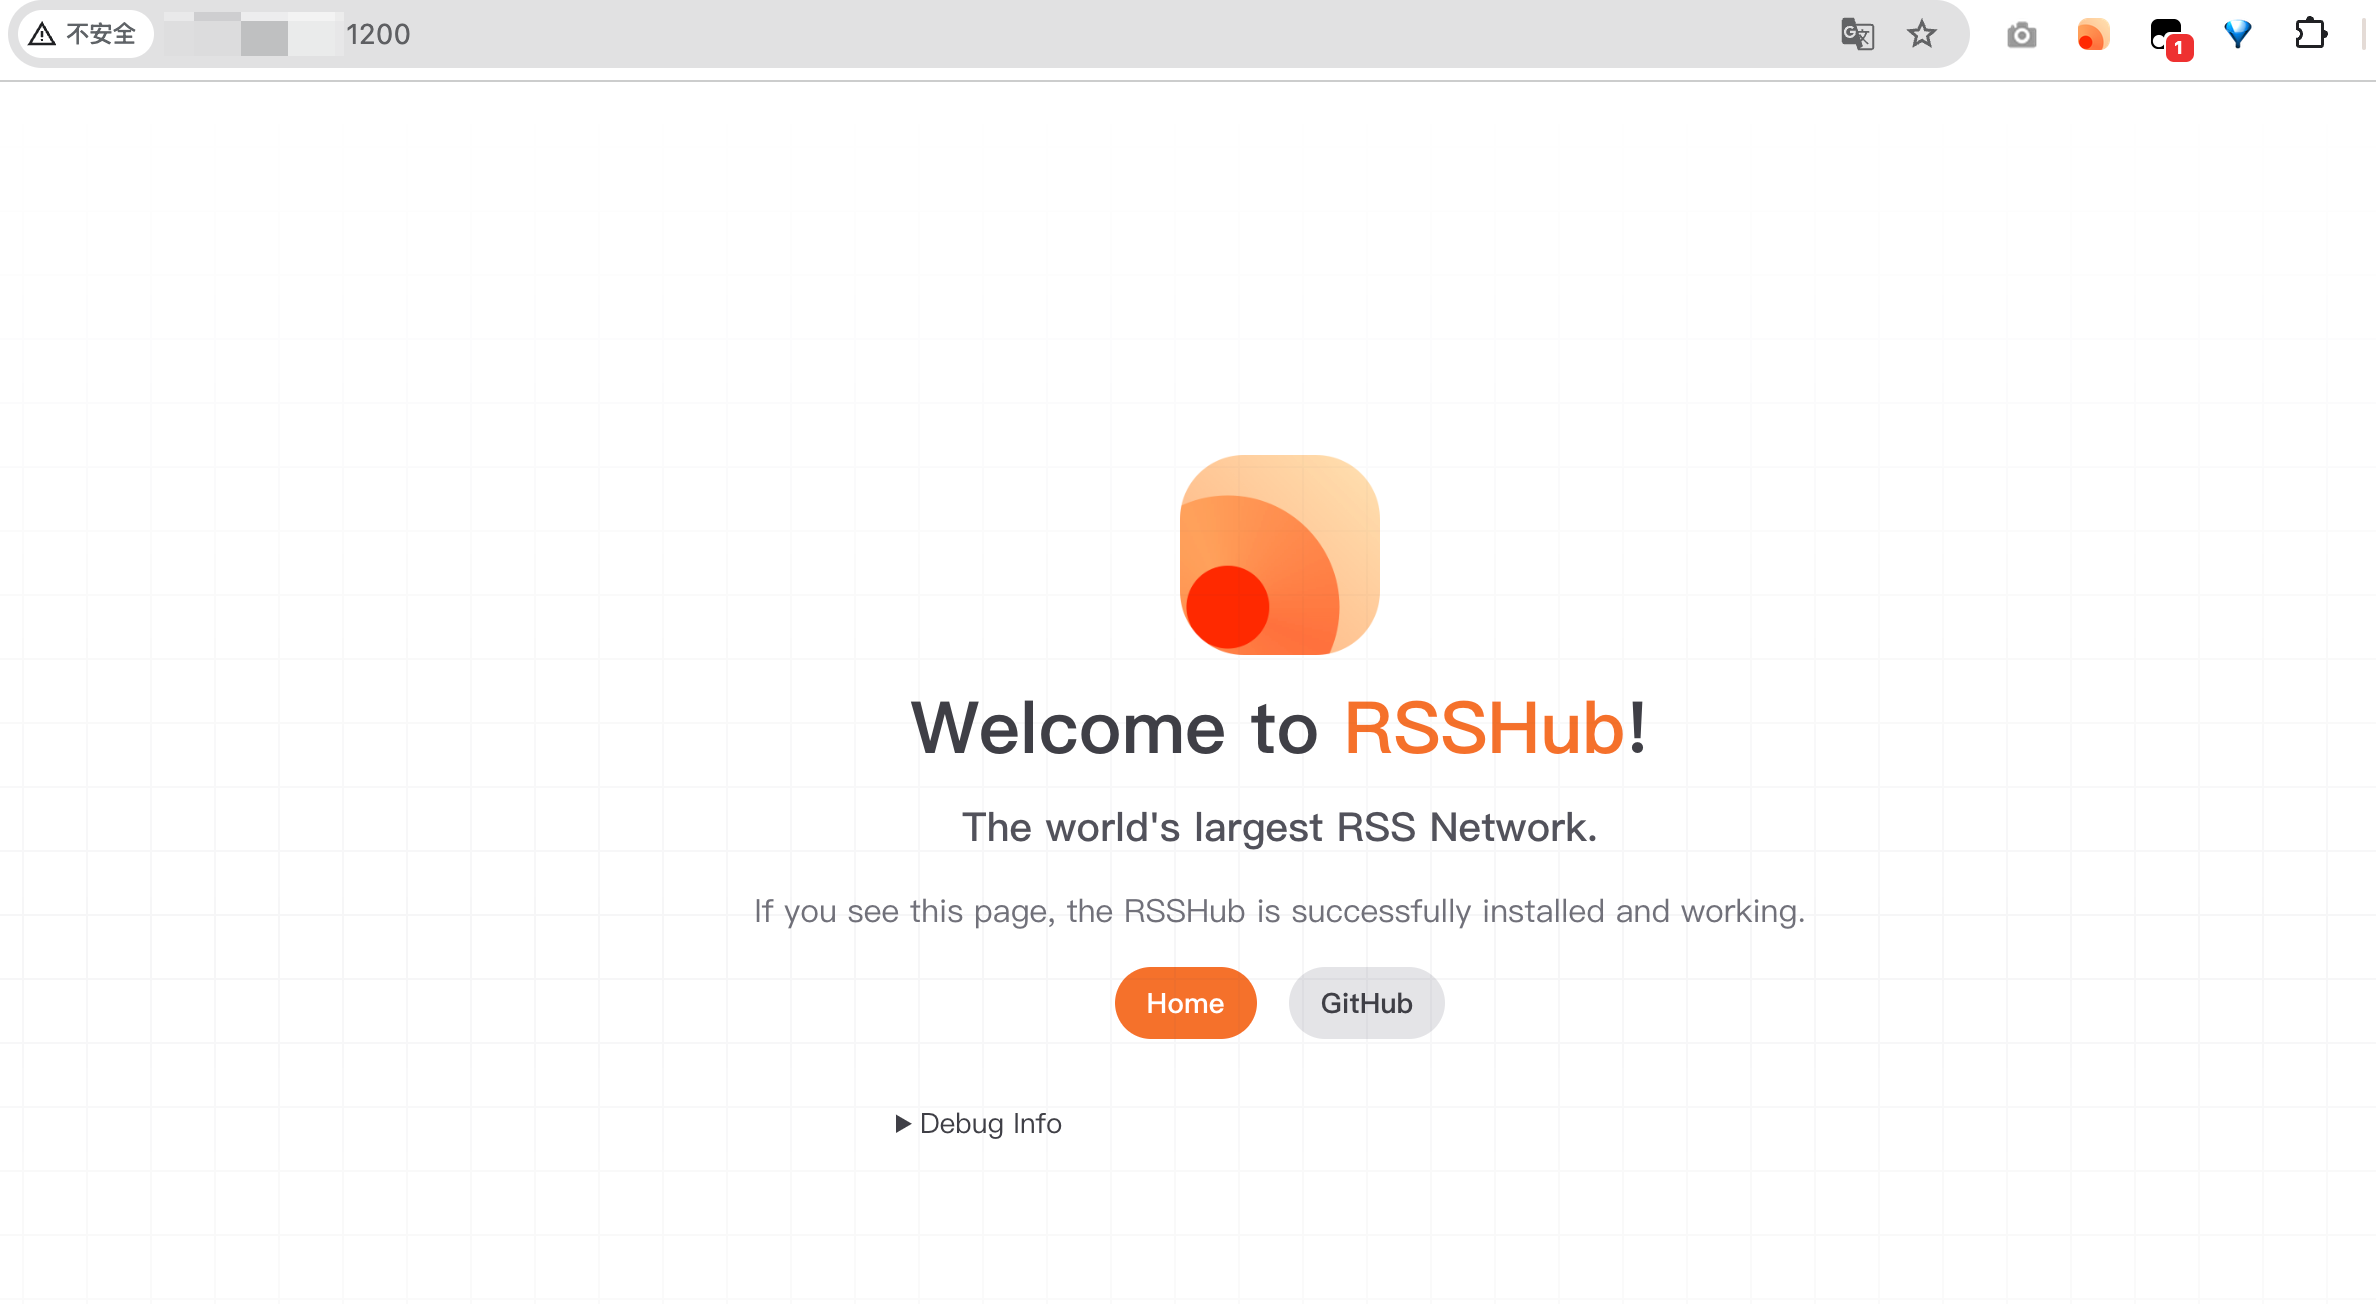 不安全 1200
1
Welcome to RSSHub!
The world's largest RSS Network.
If you see this page, the RSSHub is successfully installed and working.
Home GitHub
Debug Info